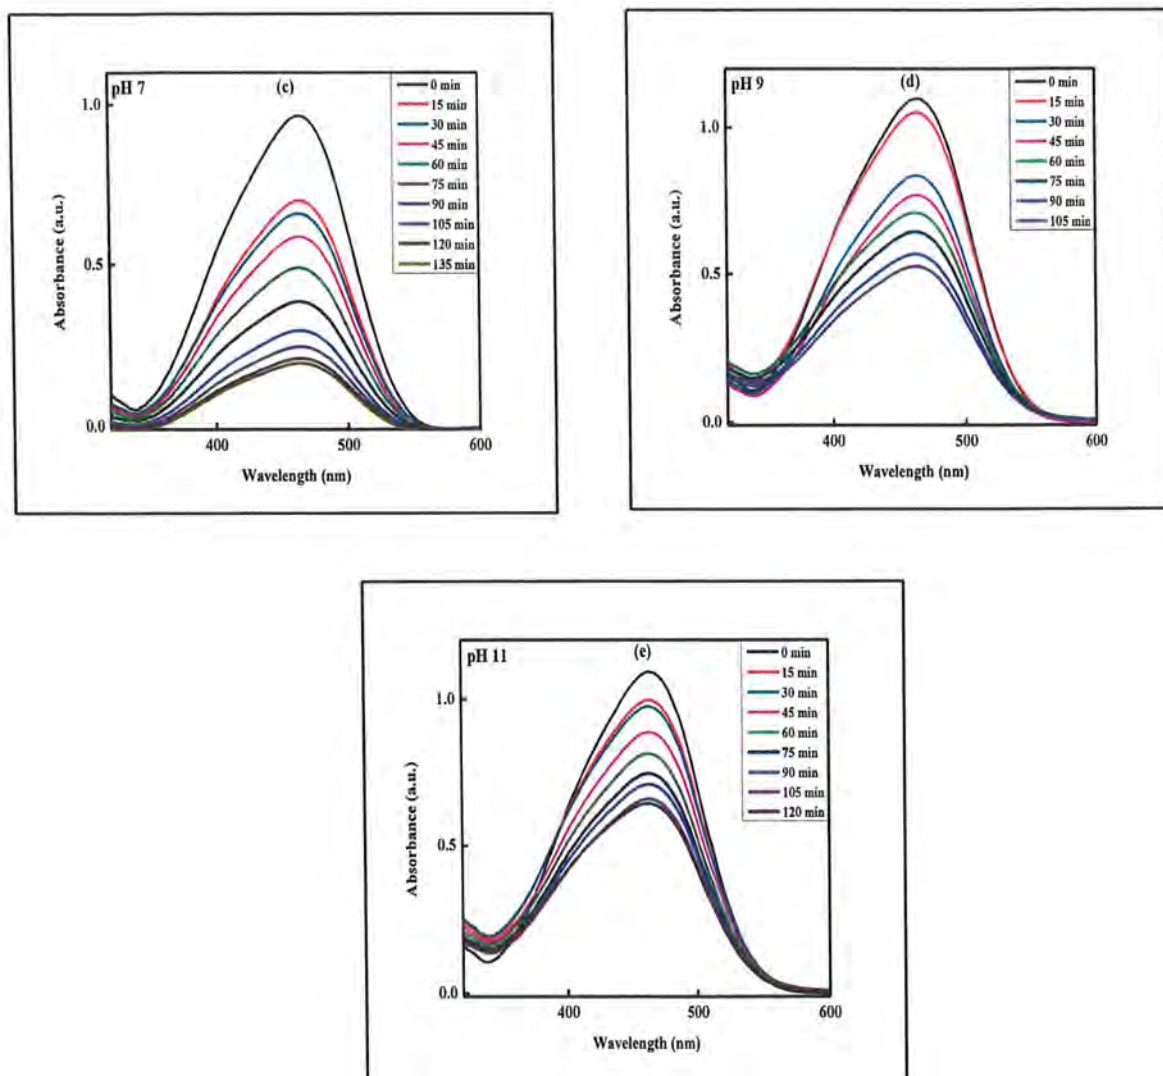 pH 7
(c)
0 min
15 min
30 min
45 min
60 min
75 min
90 min
105 min
120 min
135 min
1.0
0.5
0.0
400
500
600
Absorbance (a.u.)
Wavelength (nm)
pH 9
(d)
0 min
15 min
30 min
45 min
60 min
75 min
90 min
105 min
1.0
0.5
0.0
400
500
600
Absorbance (a.u.)
Wavelength (nm)
pH 11
(e)
0 min
15 min
30 min
45 min
60 min
75 min
90 min
105 min
120 min
1.0
0.5
0.0
400
500
600
Absorbance (a.u.)
Wavelength (nm)